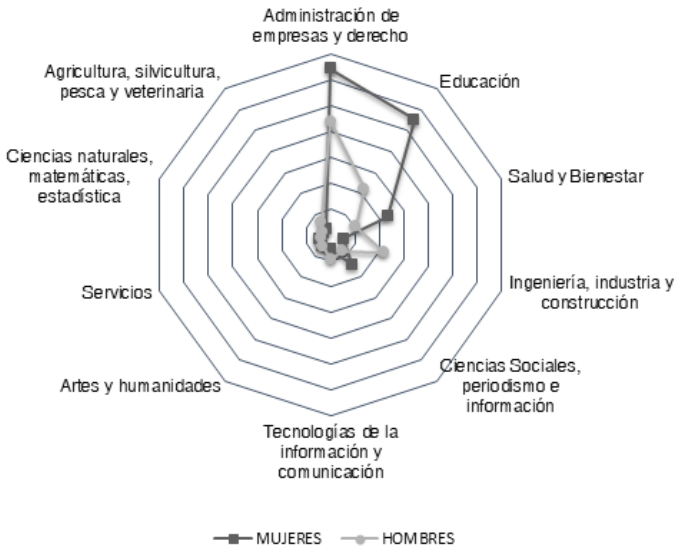 Administración de
empresas y derecho
Educación
Salud y Bienestar
Ingeniería, industria y
construcción
Ciencias Sociales,
periodismo e
información
Tecnologías de la
información y
comunicación
Artes y humanidades
Servicios
Ciencias naturales,
matemáticas,
estadística
Agricultura, silvicultura,
pesca y veterinaria
MUJERES
HOMBRES